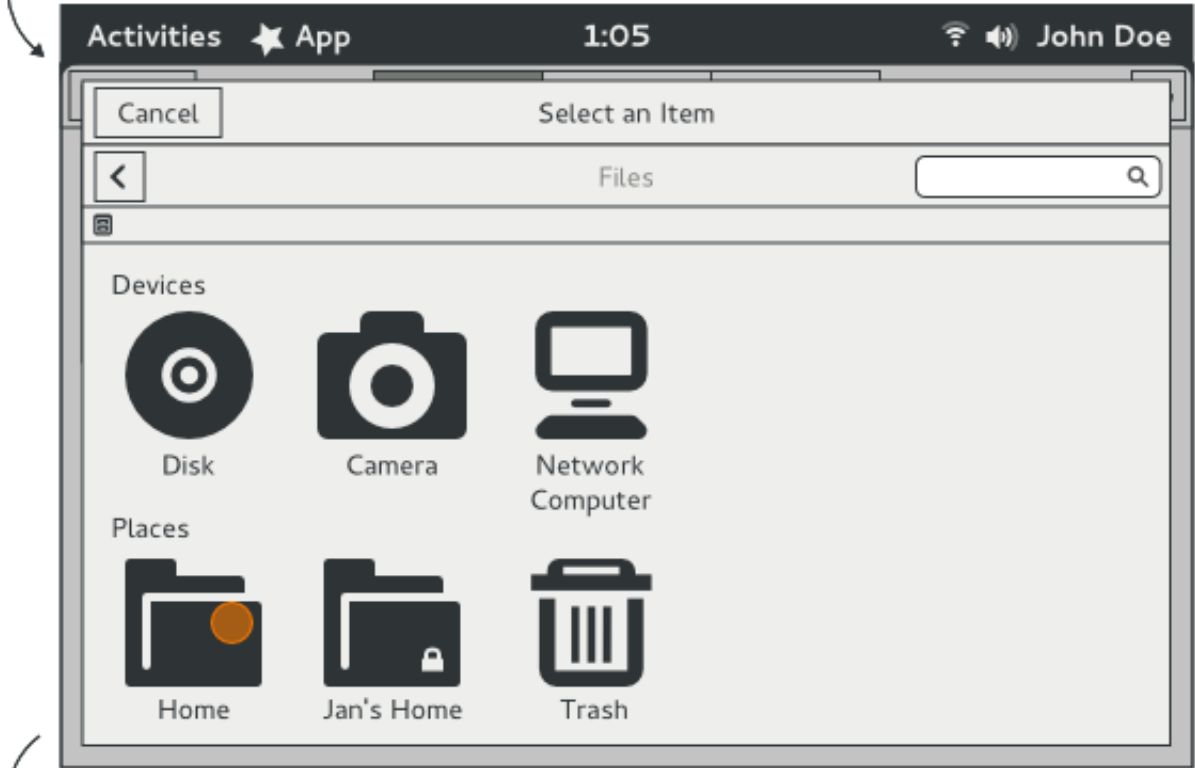 Activities App 1:05 John Doe
Cancel Select an Item
Files
Devices
Disk Camera Network
Computer
Places
Home Jan's Home Trash